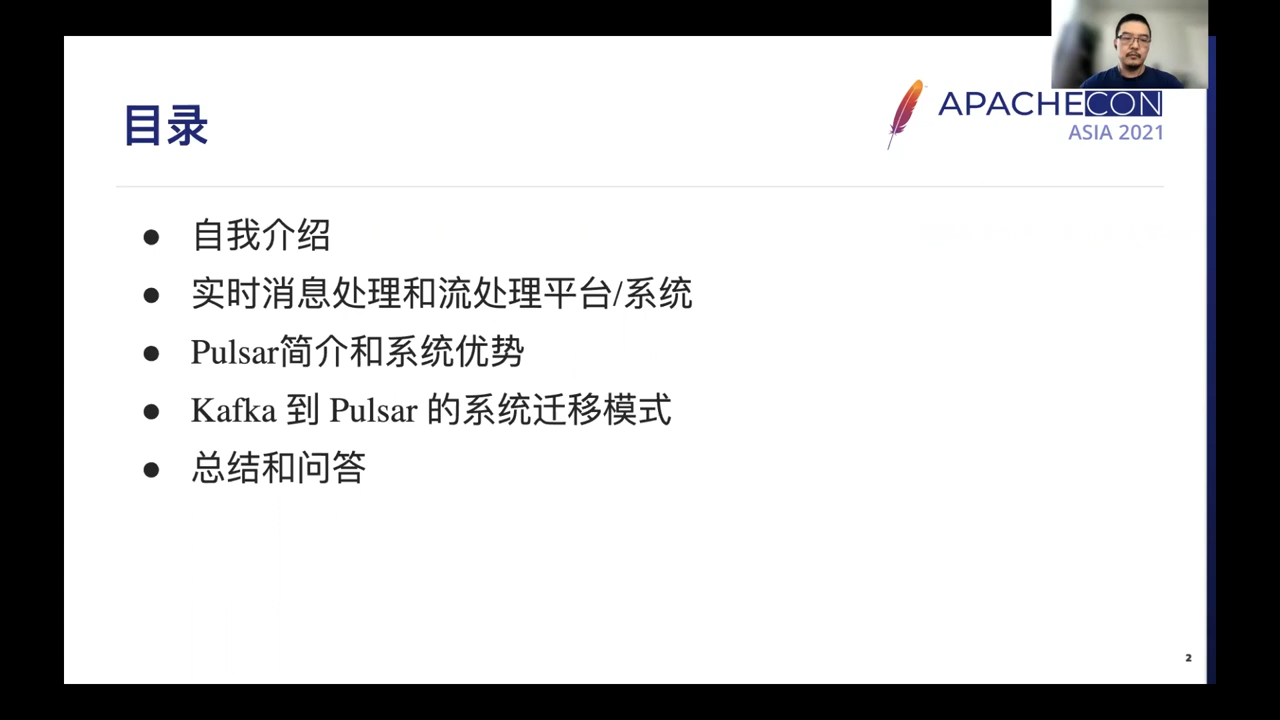 目录
APACHECON
ASIA 2021
自我介绍
实时消息处理和流处理平台/系统
Pulsar简介和系统优势
Kafka 到 Pulsar 的系统迁移模式
总结和问答
2